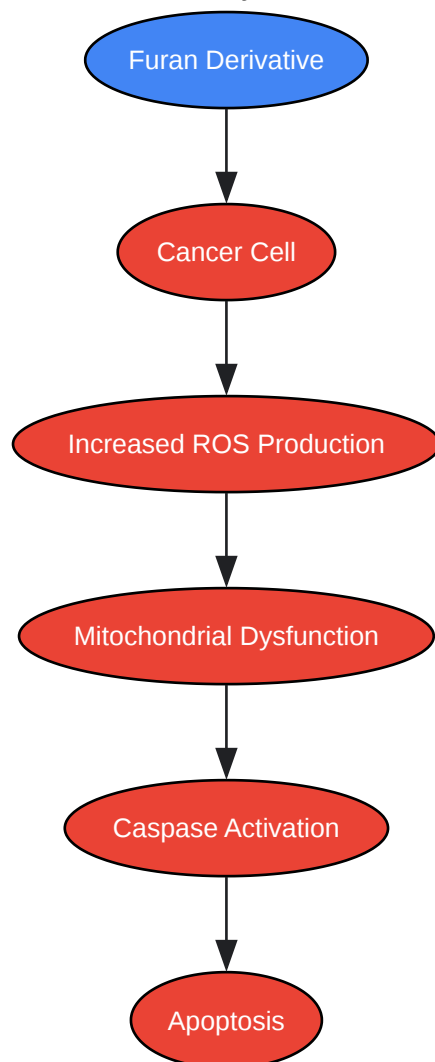 Furan Derivative
Cancer Cell
Increased ROS Production
Mitochondrial Dysfunction
Caspase Activation
Apoptosis